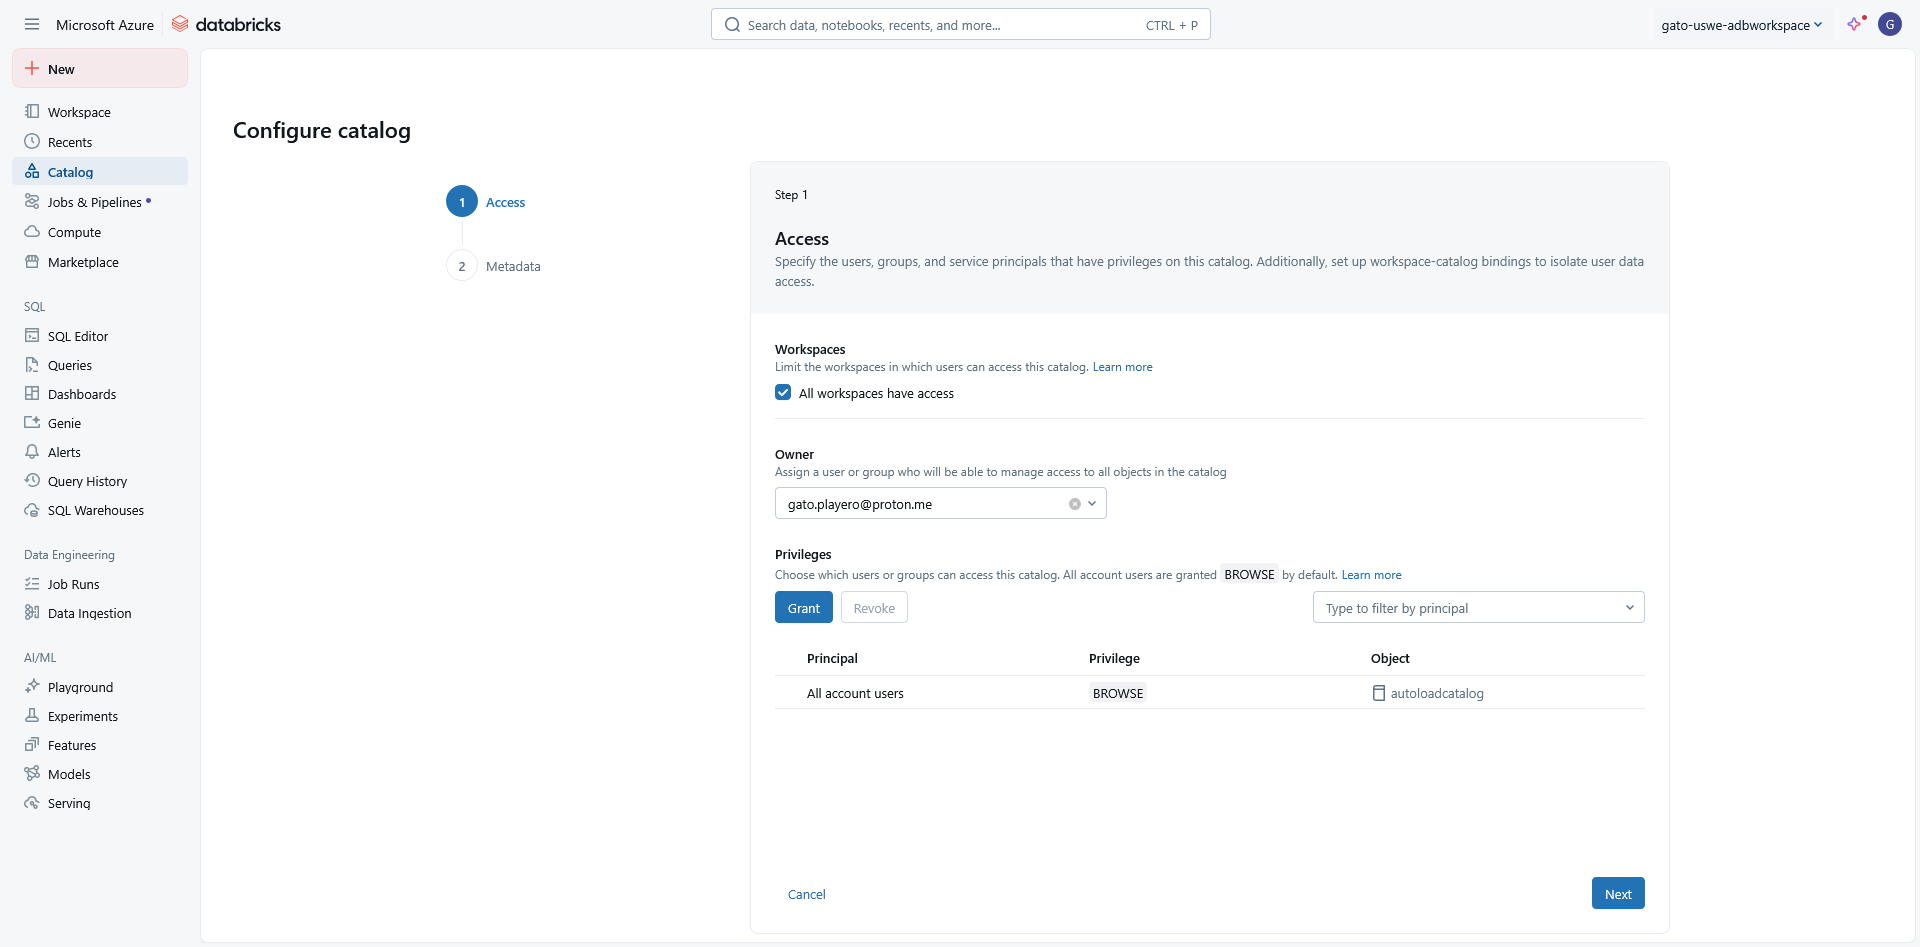 Microsoft Azure databricks
Search data, notebooks, recents, and more... CTRL + P
gato-uswe-adbworkspace
G
New
Workspace
Recents
Catalog
Jobs & Pipelines
Compute
Marketplace
SQL
SQL Editor
Queries
Dashboards
Genie
Alerts
Query History
SQL Warehouses
Data Engineering
Job Runs
Data Ingestion
AI/ML
Playground
Experiments
Features
Models
Serving
Configure catalog
1 Access
2 Metadata
Step 1
Access
Specify the users, groups, and service principals that have privileges on this catalog. Additionally, set up workspace-catalog bindings to isolate user data
access.
Workspaces
Limit the workspaces in which users can access this catalog. Learn more
All workspaces have access
Owner
Assign a user or group who will be able to manage access to all objects in the catalog
gato.playero@proton.me
Privileges
Choose which users or groups can access this catalog. All account users are granted BROWSE by default. Learn more
Grant Revoke Type to filter by principal
Principal Privilege Object
All account users BROWSE autoloadcatalog
Cancel Next